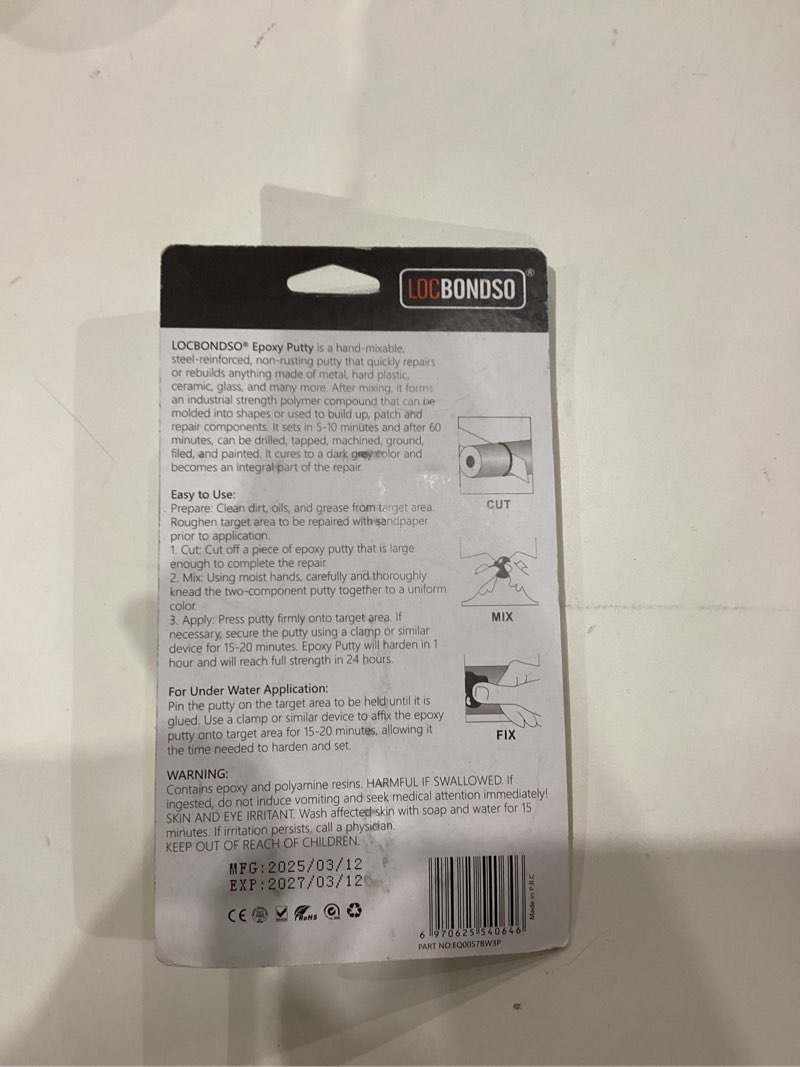 LOCBONDSO®
LOCBONDSO® Epoxy Putty is a hand-mixable,
steel-reinforced, non-rusting putty that quickly repairs
or rebuilds anything made of metal, hard plastic,
ceramic, glass, and many more. After mixing, it forms
an industrial strength polymer compound that can be
molded into shapes or used to build up, patch and
repair components. It sets in 5-10 minutes and after 60
minutes, can be drilled, tapped, machined, ground,
filed, and painted. It cures to a dark grey color and
becomes an integral part of the repair.
Easy to Use:
Prepare: Clean dirt, oils, and grease from target area.
Roughen target area to be repaired with sandpaper
prior to application.
1. Cut: Cut off a piece of epoxy putty that is large
enough to complete the repair.
2. Mix: Using moist hands, carefully and thoroughly
knead the two-component putty together to a uniform
color.
3. Apply: Press putty firmly onto target area. If
necessary, secure the putty using a clamp or similar
device for 15-20 minutes. Epoxy Putty will harden in 1
hour and will reach full strength in 24 hours.
For Under Water Application:
Pin the putty on the target area to be held until it is
glued. Use a clamp or similar device to affix the epoxy
putty onto target area for 15-20 minutes, allowing it
the time needed to harden and set.
CUT
MIX
FIX
WARNING:
Contains epoxy and polyamine resins. HARMFUL IF SWALLOWED. If
ingested, do not induce vomiting and seek medical attention immediately!
SKIN AND EYE IRRITANT. Wash affected skin with soap and water for 15
minutes. If irritation persists, call a physician.
KEEP OUT OF REACH OF CHILDREN.
MFG:2025/03/12
EXP:2027/03/12
CE RoHS
6 970625 540646
PART NO:EQ0057BW3P
Made in P.R.C